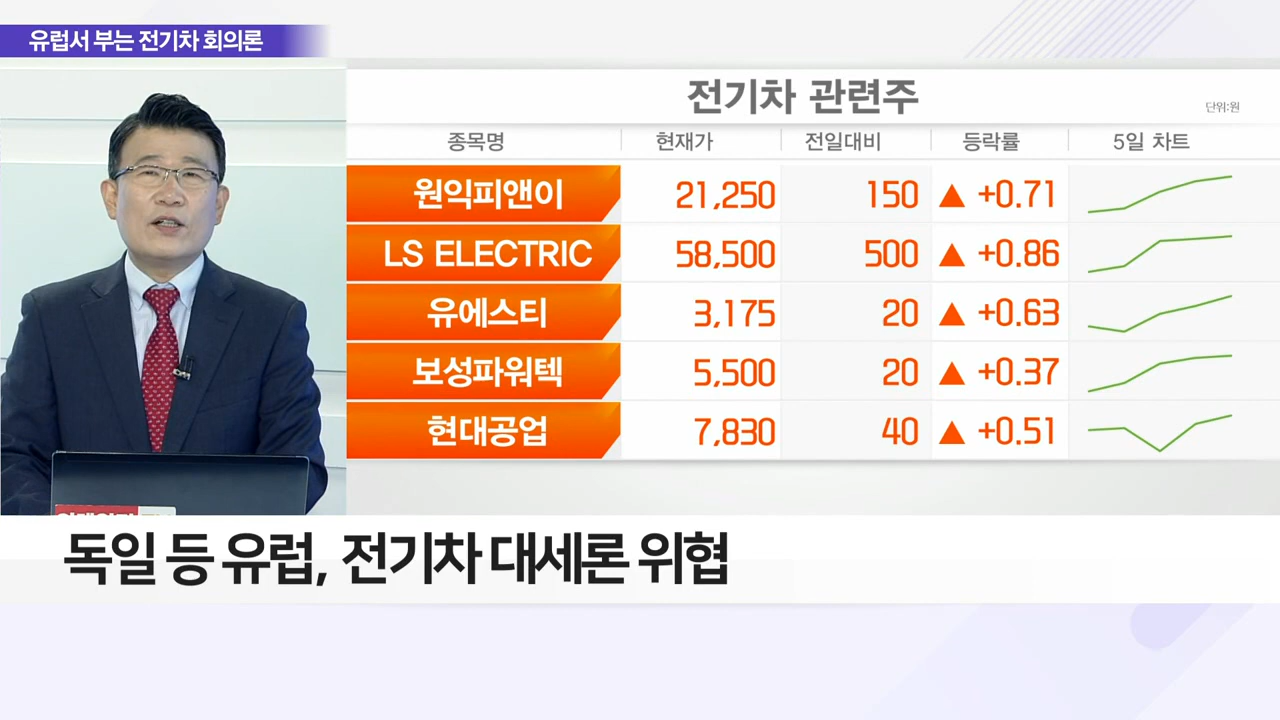 유럽서 부는 전기차 회의론
전기차 관련주
단위:원
종목명 현재가 전일대비 등락률 5일 차트
원익피앤이 21,250 150 ▲ +0.71
LS ELECTRIC 58,500 500 ▲ +0.86
유에스티 3,175 20 ▲ +0.63
보성파워텍 5,500 20 ▲ +0.37
현대공업 7,830 40 ▲ +0.51
독일 등 유럽, 전기차 대세론 위협